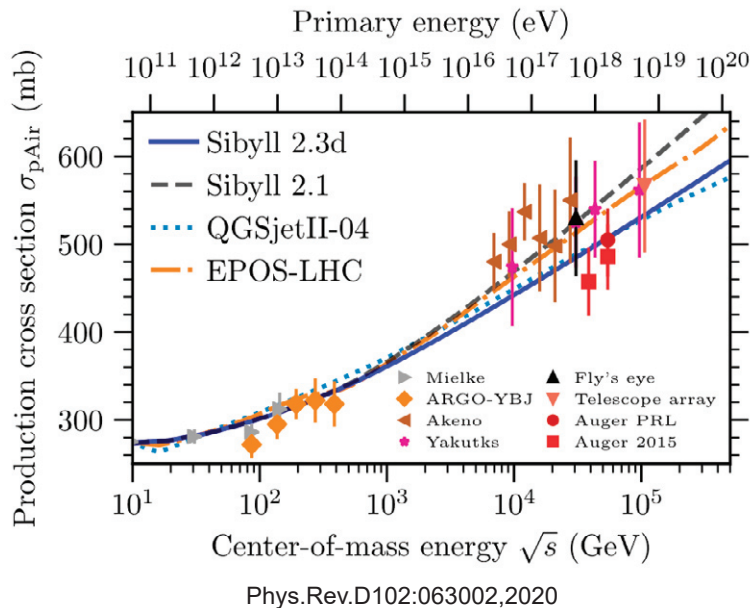 Primary energy (eV)
10^11 10^12 10^13 10^14 10^15 10^16 10^17 10^18 10^19 10^20
Production cross section σ_pAir (mb)
600
500
400
300
Sibyll 2.3d
Sibyll 2.1
QGSjetII-04
EPOS-LHC
Mielke
ARGO-YBJ
Akeno
Yakutks
Fly's eye
Telescope array
Auger PRL
Auger 2015
10^1 10^2 10^3 10^4 10^5
Center-of-mass energy √s (GeV)
Phys.Rev.D102:063002,2020